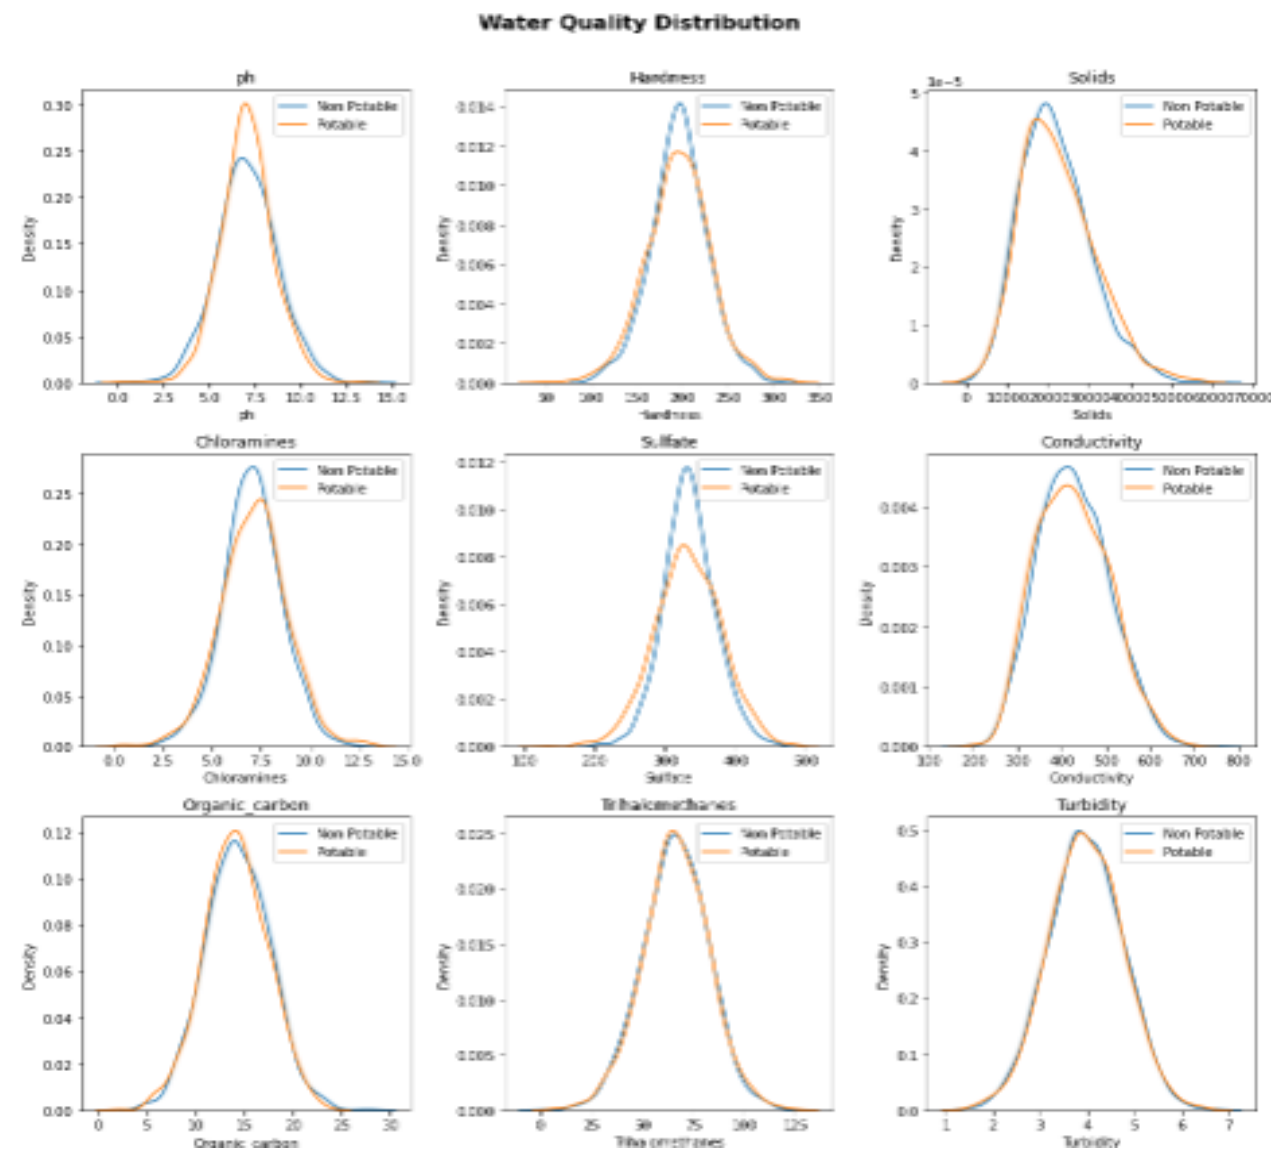 Water Quality Distribution
ph
Non Potable
Potable
0.30
0.25
0.20
0.15
0.10
0.05
0.00
Density
0.0 2.5 5.0 7.5 10.0 12.5 15.0
ph
Hardness
Non Potable
Potable
0.014
0.012
0.010
0.008
0.006
0.004
0.002
0.000
Density
50 100 150 200 250 300 350
Hardness
Solids
1e-5
Non Potable
Potable
5
4
3
2
1
0
Density
0 10000 20000 30000 40000 50000 60000 70000
Solids
Chloramines
Non Potable
Potable
0.25
0.20
0.15
0.10
0.05
0.00
Density
0.0 2.5 5.0 7.5 10.0 12.5 15.0
Chloramines
Sulfate
Non Potable
Potable
0.012
0.010
0.008
0.006
0.004
0.002
0.000
Density
100 200 300 400 500
Sulfate
Conductivity
Non Potable
Potable
0.004
0.003
0.002
0.001
0.000
Density
100 200 300 400 500 600 700 800
Conductivity
Organic_carbon
Non Potable
Potable
0.12
0.10
0.08
0.06
0.04
0.02
0.00
Density
0 5 10 15 20 25 30
Organic_carbon
Trihalomethanes
Non Potable
Potable
0.025
0.020
0.015
0.010
0.005
0.000
Density
0 25 50 75 100 125
Trihalomethanes
Turbidity
Non Potable
Potable
0.5
0.4
0.3
0.2
0.1
0.0
Density
1 2 3 4 5 6 7
Turbidity